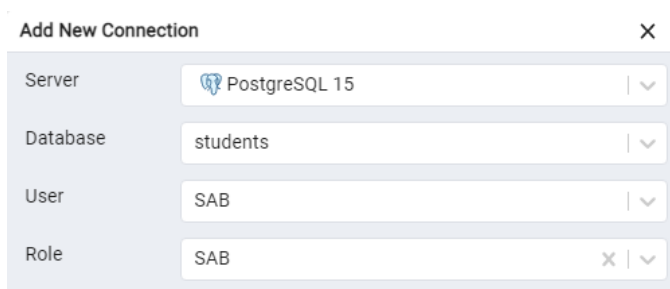 Add New Connection
Server PostgreSQL 15
Database students
User SAB
Role SAB